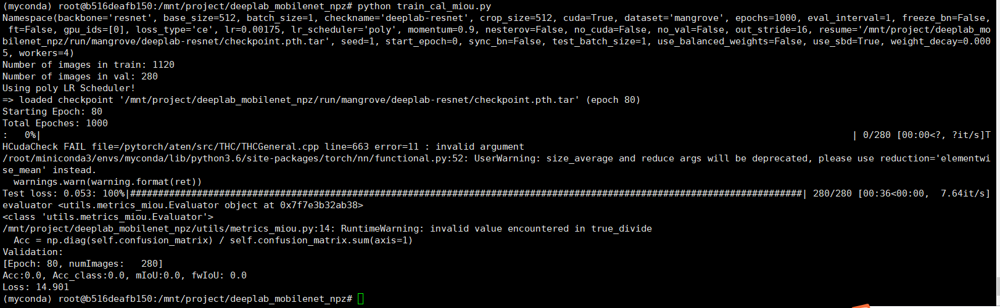 (myconda) root@b516deafb150:/mnt/project/deeplab_mobilenet_npz# python train_cal_miou.py
Namespace(backbone='resnet', base_size=512, batch_size=1, checkname='deeplab-resnet', crop_size=512, cuda=True, dataset='mangrove', epochs=1000, eval_interval=1, freeze_bn=False,
 ft=False, gpu_ids=[0], loss_type='ce', lr=0.00175, lr_scheduler='poly', momentum=0.9, nesterov=False, no_cuda=False, no_val=False, out_stride=16, resume='/mnt/project/deeplab_mo
bilenet_npz/run/mangrove/deeplab-resnet/checkpoint.pth.tar', seed=1, start_epoch=0, sync_bn=False, test_batch_size=1, use_balanced_weights=False, use_sbd=True, weight_decay=0.000
5, workers=4)
Number of images in train: 1120
Number of images in val: 280
Using poly LR Scheduler!
=> loaded checkpoint '/mnt/project/deeplab_mobilenet_npz/run/mangrove/deeplab-resnet/checkpoint.pth.tar' (epoch 80)
Starting Epoch: 80
Total Epoches: 1000
:   0%|                                                                                                                                                  | 0/280 [00:00<?, ?it/s]T
HCudaCheck FAIL file=/pytorch/aten/src/THC/THCGeneral.cpp line=663 error=11 : invalid argument
/root/miniconda3/envs/myconda/lib/python3.6/site-packages/torch/nn/functional.py:52: UserWarning: size_average and reduce args will be deprecated, please use reduction='elementwi
se_mean' instead.
  warnings.warn(warning.format(ret))
Test loss: 0.053: 100%|#########################################################################################################################| 280/280 [00:36<00:00,  7.64it/s]
evaluator <utils.metrics_miou.Evaluator object at 0x7f7e3b32ab38>
<class 'utils.metrics_miou.Evaluator'>
/mnt/project/deeplab_mobilenet_npz/utils/metrics_miou.py:14: RuntimeWarning: invalid value encountered in true_divide
  Acc = np.diag(self.confusion_matrix) / self.confusion_matrix.sum(axis=1)
Validation:
[Epoch: 80, numImages:   280]
Acc:0.0, Acc_class:0.0, mIoU:0.0, fwIoU: 0.0
Loss: 14.901
(myconda) root@b516deafb150:/mnt/project/deeplab_mobilenet_npz#